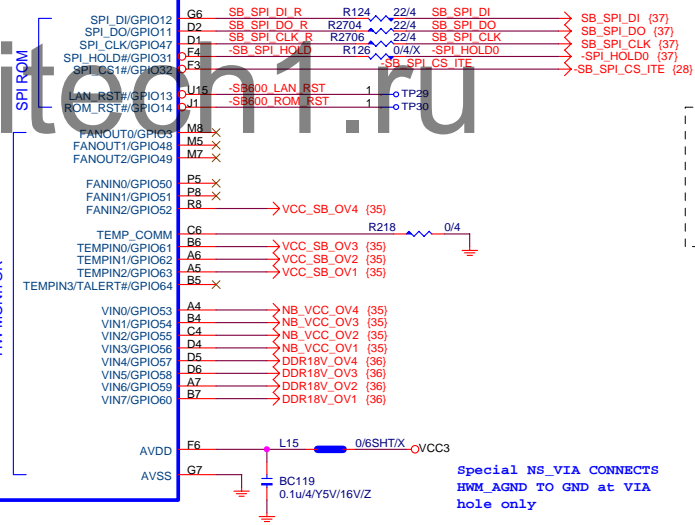 SPI_DI/GPIO12 G6 SB_SPI_DI_R R124 22/4 SB_SPI_DI SB_SPI_DI {37}
SPI_DO/GPIO11 D2 SB_SPI_DO_R R2704 22/4 SB_SPI_DO SB_SPI_DO {37}
SPI_CLK/GPIO47 D1 SB_SPI_CLK_R R2706 22/4 SB_SPI_CLK SB_SPI_CLK {37}
SPI_HOLD#/GPIO31 F4 -SB_SPI_HOLD R126 0/4/X -SPI_HOLD0 -SPI_HOLD0 {37}
SPI_CS1#/GPIO32 F3 -SB_SPI_CS_ITE -SB_SPI_CS_ITE {28}
SPI ROM
LAN_RST#/GPIO13 U15 -SB600_LAN_RST 1 TP29
ROM_RST#/GPIO14 J1 -SB600_ROM_RST 1 TP30
itech1.ru
FANOUT0/GPIO3 M8
FANOUT1/GPIO48 M5
FANOUT2/GPIO49 M7
FANIN0/GPIO50 P5
FANIN1/GPIO51 P8
FANIN2/GPIO52 R8 VCC_SB_OV4 {35}
TEMP_COMM C6 R218 0/4
TEMPIN0/GPIO61 B6 VCC_SB_OV3 {35}
TEMPIN1/GPIO62 A6 VCC_SB_OV2 {35}
TEMPIN2/GPIO63 A5 VCC_SB_OV1 {35}
TEMPIN3/TALERT#/GPIO64 B5
VIN0/GPIO53 A4 NB_VCC_OV4 {35}
VIN1/GPIO54 B4 NB_VCC_OV3 {35}
VIN2/GPIO55 C4 NB_VCC_OV2 {35}
VIN3/GPIO56 D4 NB_VCC_OV1 {35}
VIN4/GPIO57 D5 DDR18V_OV4 {36}
VIN5/GPIO58 D6 DDR18V_OV3 {36}
VIN6/GPIO59 A7 DDR18V_OV2 {36}
VIN7/GPIO60 B7 DDR18V_OV1 {36}
AVDD F6 L15 0/6SHT/X VCC3
AVSS G7
BC119
0.1u/4/Y5V/16V/Z
Special NS_VIA CONNECTS
HWM_AGND TO GND at VIA
hole only